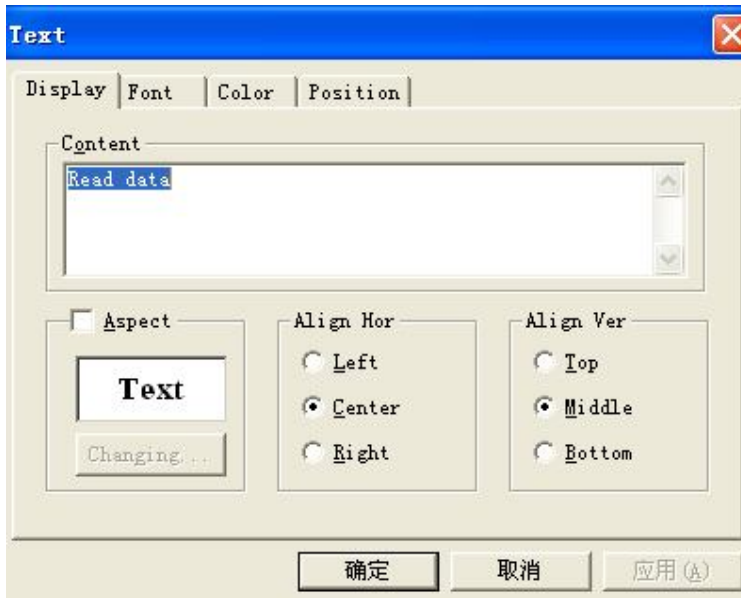 Text
Display Font Color Position
Content
Read data
Aspect
Text
Changing...
Align Hor
Left
Center
Right
Align Ver
Top
Middle
Bottom
确定 取消 应用(A)